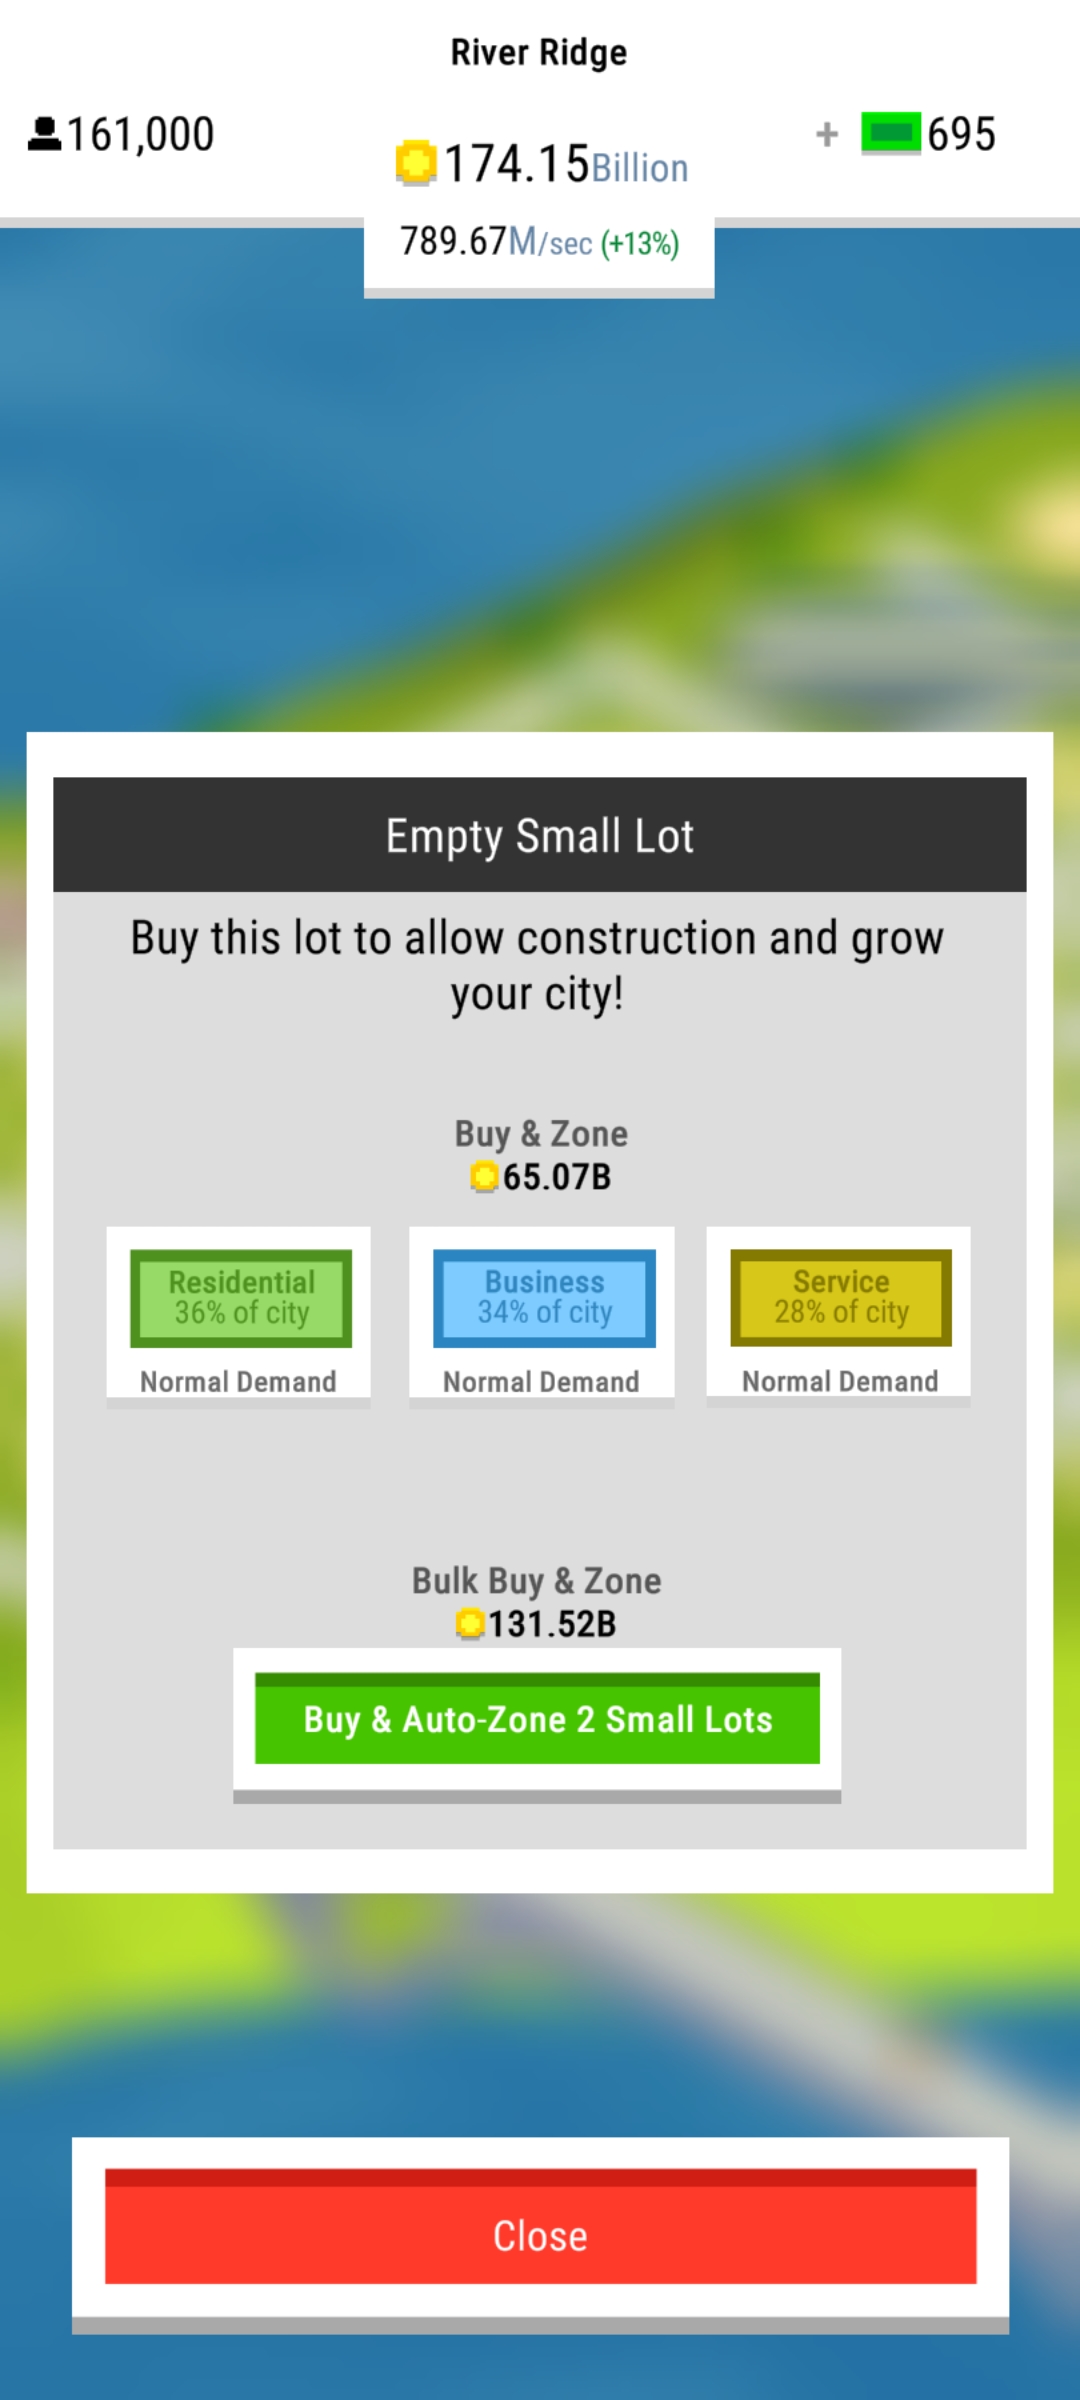 River Ridge
161,000
174.15Billion
+ 695
789.67M/sec (+13%)
Empty Small Lot
Buy this lot to allow construction and grow
your city!
Buy & Zone
65.07B
Residential
36% of city
Normal Demand
Business
34% of city
Normal Demand
Service
28% of city
Normal Demand
Bulk Buy & Zone
131.52B
Buy & Auto-Zone 2 Small Lots
Close